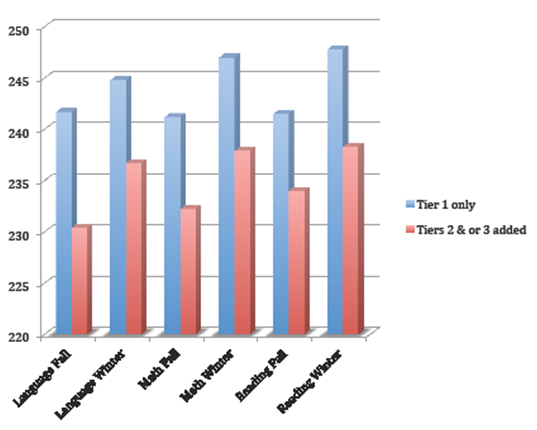 250
245
240
235
230
225
220
Language Fall
Language Winter
Math Fall
Math Winter
Reading Fall
Reading Winter
Tier 1 only
Tiers 2 & or 3 added